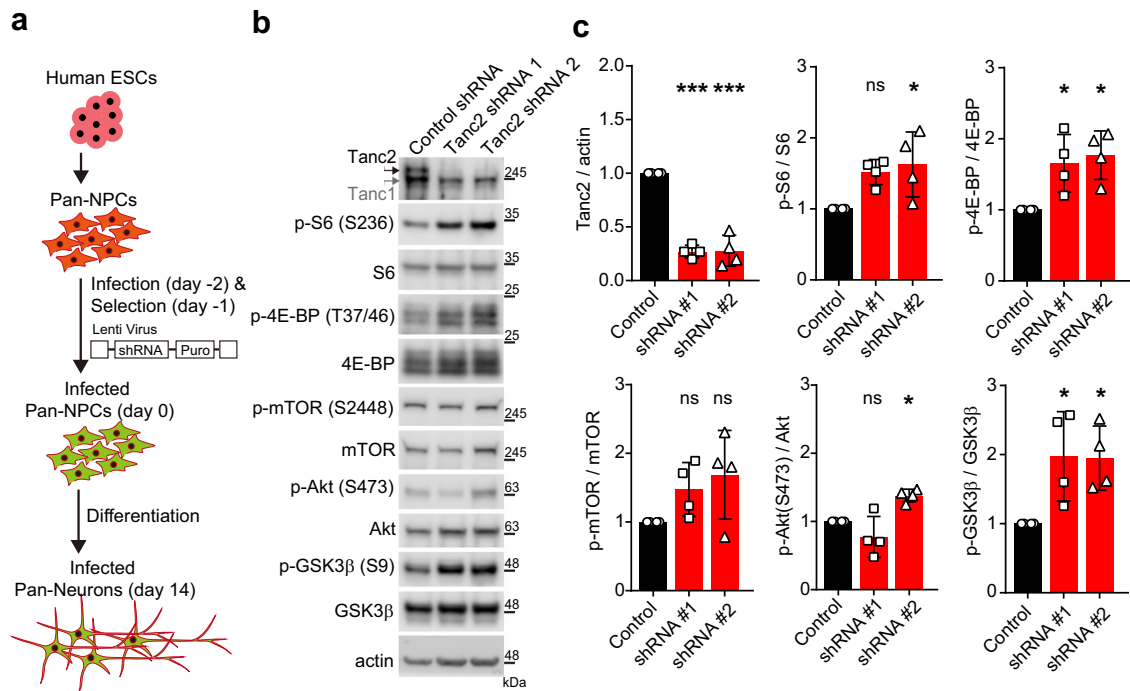 a
Human ESCs
Pan-NPCs
Infection (day -2) &
Selection (day -1)
Lenti Virus
shRNA
Puro
Infected
Pan-NPCs (day 0)
Differentiation
Infected
Pan-Neurons (day 14)
b
Control shRNA
Tanc2 shRNA 1
Tanc2 shRNA 2
Tanc2
Tanc1
245
p-S6 (S236)
35
S6
35
25
p-4E-BP (T37/46)
25
4E-BP
p-mTOR (S2448)
245
mTOR
245
p-Akt (S473)
63
Akt
63
p-GSK3β (S9)
48
GSK3β
48
actin
48
kDa
c
Tanc2 / actin
2.0
1.5
1.0
0.5
0.0
*** ***
Control
shRNA #1
shRNA #2
p-S6 / S6
3
2
1
0
ns *
Control
shRNA #1
shRNA #2
p-4E-BP / 4E-BP
3
2
1
0
* *
Control
shRNA #1
shRNA #2
p-mTOR / mTOR
3
2
1
0
ns ns
Control
shRNA #1
shRNA #2
p-Akt(S473) / Akt
3
2
1
0
ns *
Control
shRNA #1
shRNA #2
p-GSK3β / GSK3β
3
2
1
0
* *
Control
shRNA #1
shRNA #2